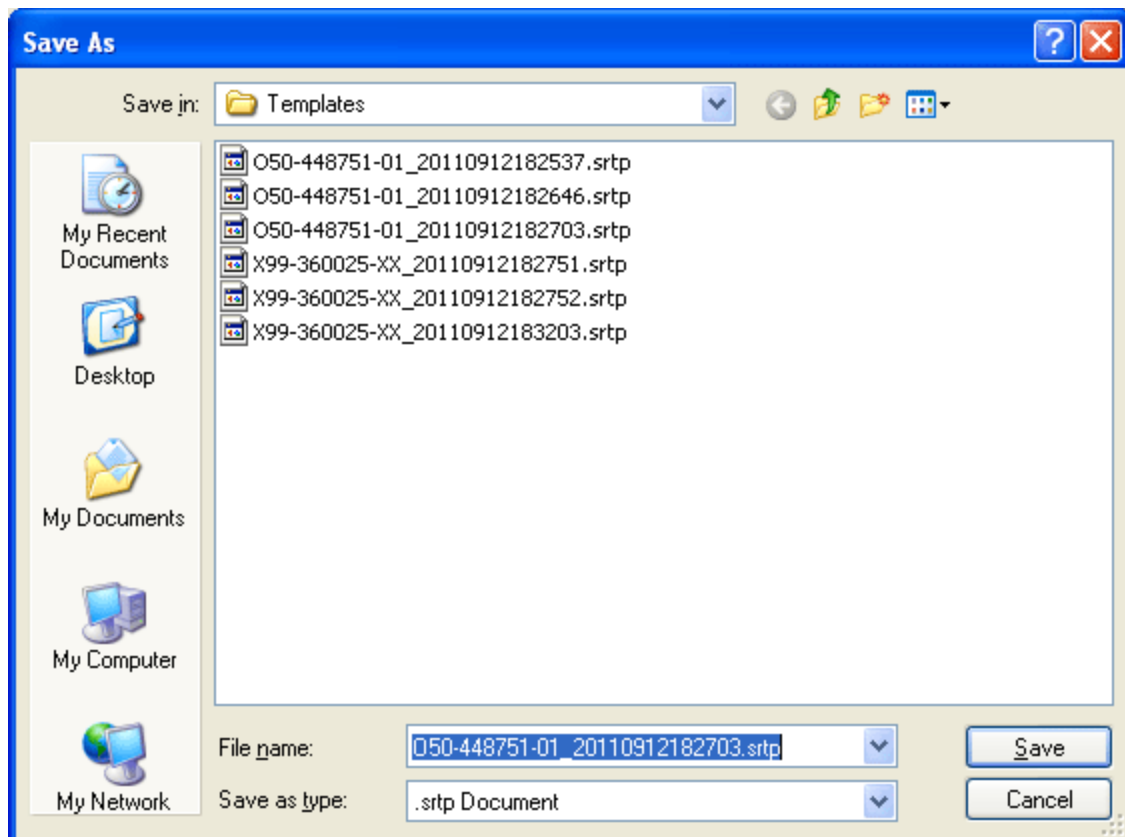 Save As
Save in:
Templates
O50-448751-01_20110912182537.srtp
O50-448751-01_20110912182646.srtp
O50-448751-01_20110912182703.srtp
X99-360025-XX_20110912182751.srtp
X99-360025-XX_20110912182752.srtp
X99-360025-XX_20110912183203.srtp
My Recent
Documents
Desktop
My Documents
My Computer
My Network
File name:
O50-448751-01_20110912182703.srtp
Save
Save as type:
.srtp Document
Cancel